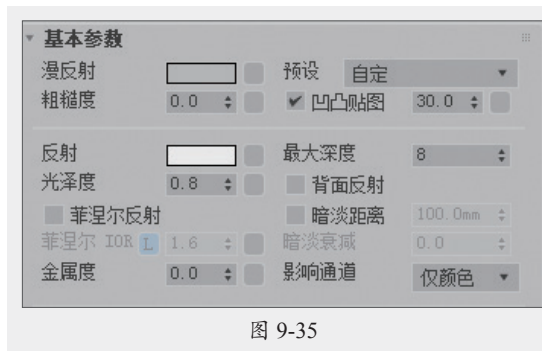 基本参数
漫反射 预设 自定
粗糙度 0.0 凹凸贴图 30.0
反射 最大深度 8
光泽度 0.8 背面反射
菲涅尔反射 暗淡距离 100.0mm
菲涅尔 IOR L 1.6 暗淡衰减 0.0
金属度 0.0 影响通道 仅颜色
图 9-35